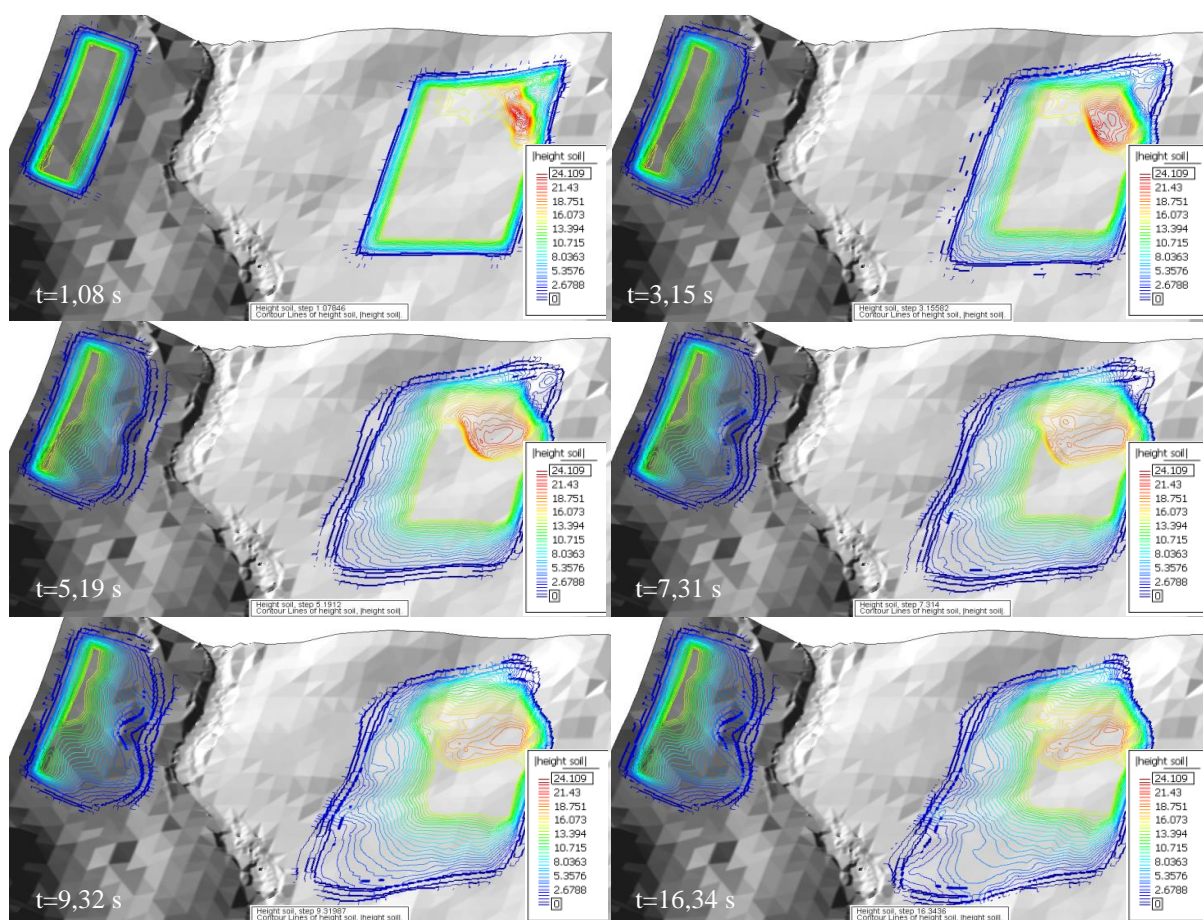 |height soil|
24.109
21.43
18.751
16.073
13.394
10.715
8.0363
5.3576
2.6788
0
t=1,08 s
Height soil, step 1.07846
Contour Lines of height soil, |height soil|.
|height soil|
24.109
21.43
18.751
16.073
13.394
10.715
8.0363
5.3576
2.6788
0
t=3,15 s
Height soil, step 3.15582
Contour Lines of height soil, |height soil|.
|height soil|
24.109
21.43
18.751
16.073
13.394
10.715
8.0363
5.3576
2.6788
0
t=5,19 s
Height soil, step 5.1912
Contour Lines of height soil, |height soil|.
|height soil|
24.109
21.43
18.751
16.073
13.394
10.715
8.0363
5.3576
2.6788
0
t=7,31 s
Height soil, step 7.314
Contour Lines of height soil, |height soil|.
|height soil|
24.109
21.43
18.751
16.073
13.394
10.715
8.0363
5.3576
2.6788
0
t=9,32 s
Height soil, step 9.31987
Contour Lines of height soil, |height soil|.
|height soil|
24.109
21.43
18.751
16.073
13.394
10.715
8.0363
5.3576
2.6788
0
t=16,34 s
Height soil, step 16.3436
Contour Lines of height soil, |height soil|.